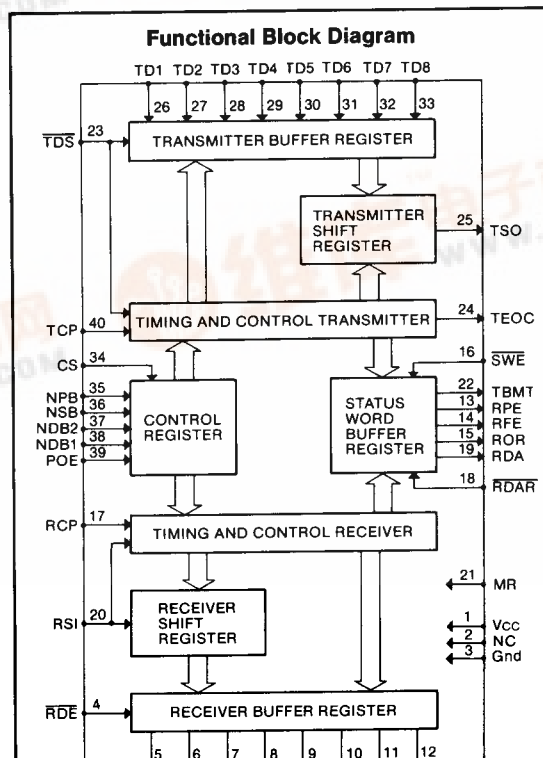 Functional Block Diagram
TD1 TD2 TD3 TD4 TD5 TD6 TD7 TD8
26 27 28 29 30 31 32 33
TDS 23
TRANSMITTER BUFFER REGISTER
TRANSMITTER
SHIFT
REGISTER
25 TSO
TCP 40
TIMING AND CONTROL TRANSMITTER
24 TEOC
CS 34
16 SWE
NPB 35
NSB 36
NDB2 37
NDB1 38
POE 39
CONTROL
REGISTER
STATUS
WORD
BUFFER
REGISTER
22 TBMT
13 RPE
14 RFE
15 ROR
19 RDA
18 RDAR
RCP 17
TIMING AND CONTROL RECEIVER
21 MR
RSI 20
RECEIVER
SHIFT
REGISTER
1 Vcc
2 NC
3 Gnd
RDE 4
RECEIVER BUFFER REGISTER
5 6 7 8 9 10 11 12